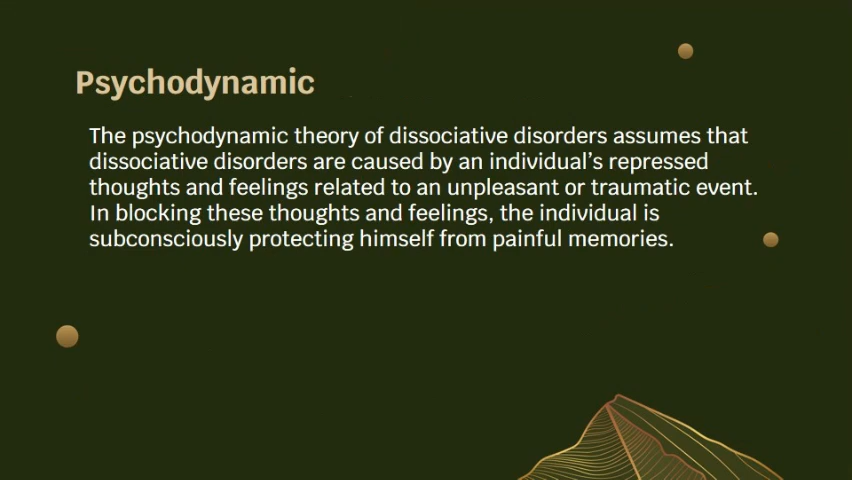 Psychodynamic
The psychodynamic theory of dissociative disorders assumes that
dissociative disorders are caused by an individual’s repressed
thoughts and feelings related to an unpleasant or traumatic event.
In blocking these thoughts and feelings, the individual is
subconsciously protecting himself from painful memories.